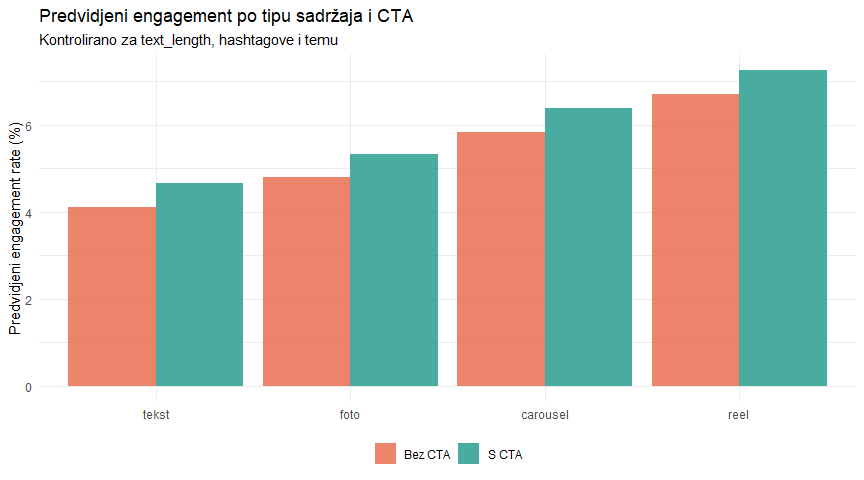 Predvidjeni engagement po tipu sadržaja i CTA
Kontrolirano za text_length, hashtagove i temu
Predvidjeni engagement rate (%)
6
4
2
0
tekst foto carousel reel
Bez CTA S CTA